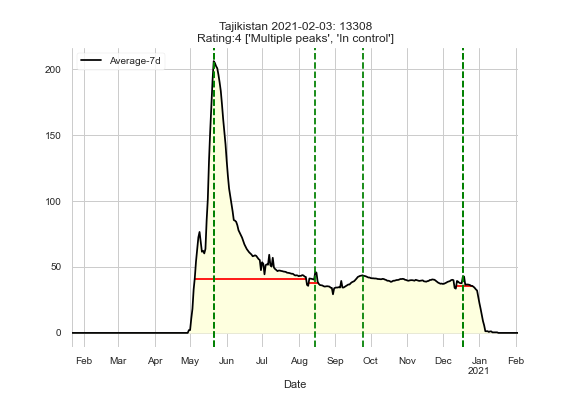 Tajikistan 2021-02-03: 13308
Rating:4 ['Multiple peaks', 'In control']
Average-7d
200
150
100
50
0
Feb Mar Apr May Jun Jul Aug Sep Oct Nov Dec Jan Feb
2021
Date